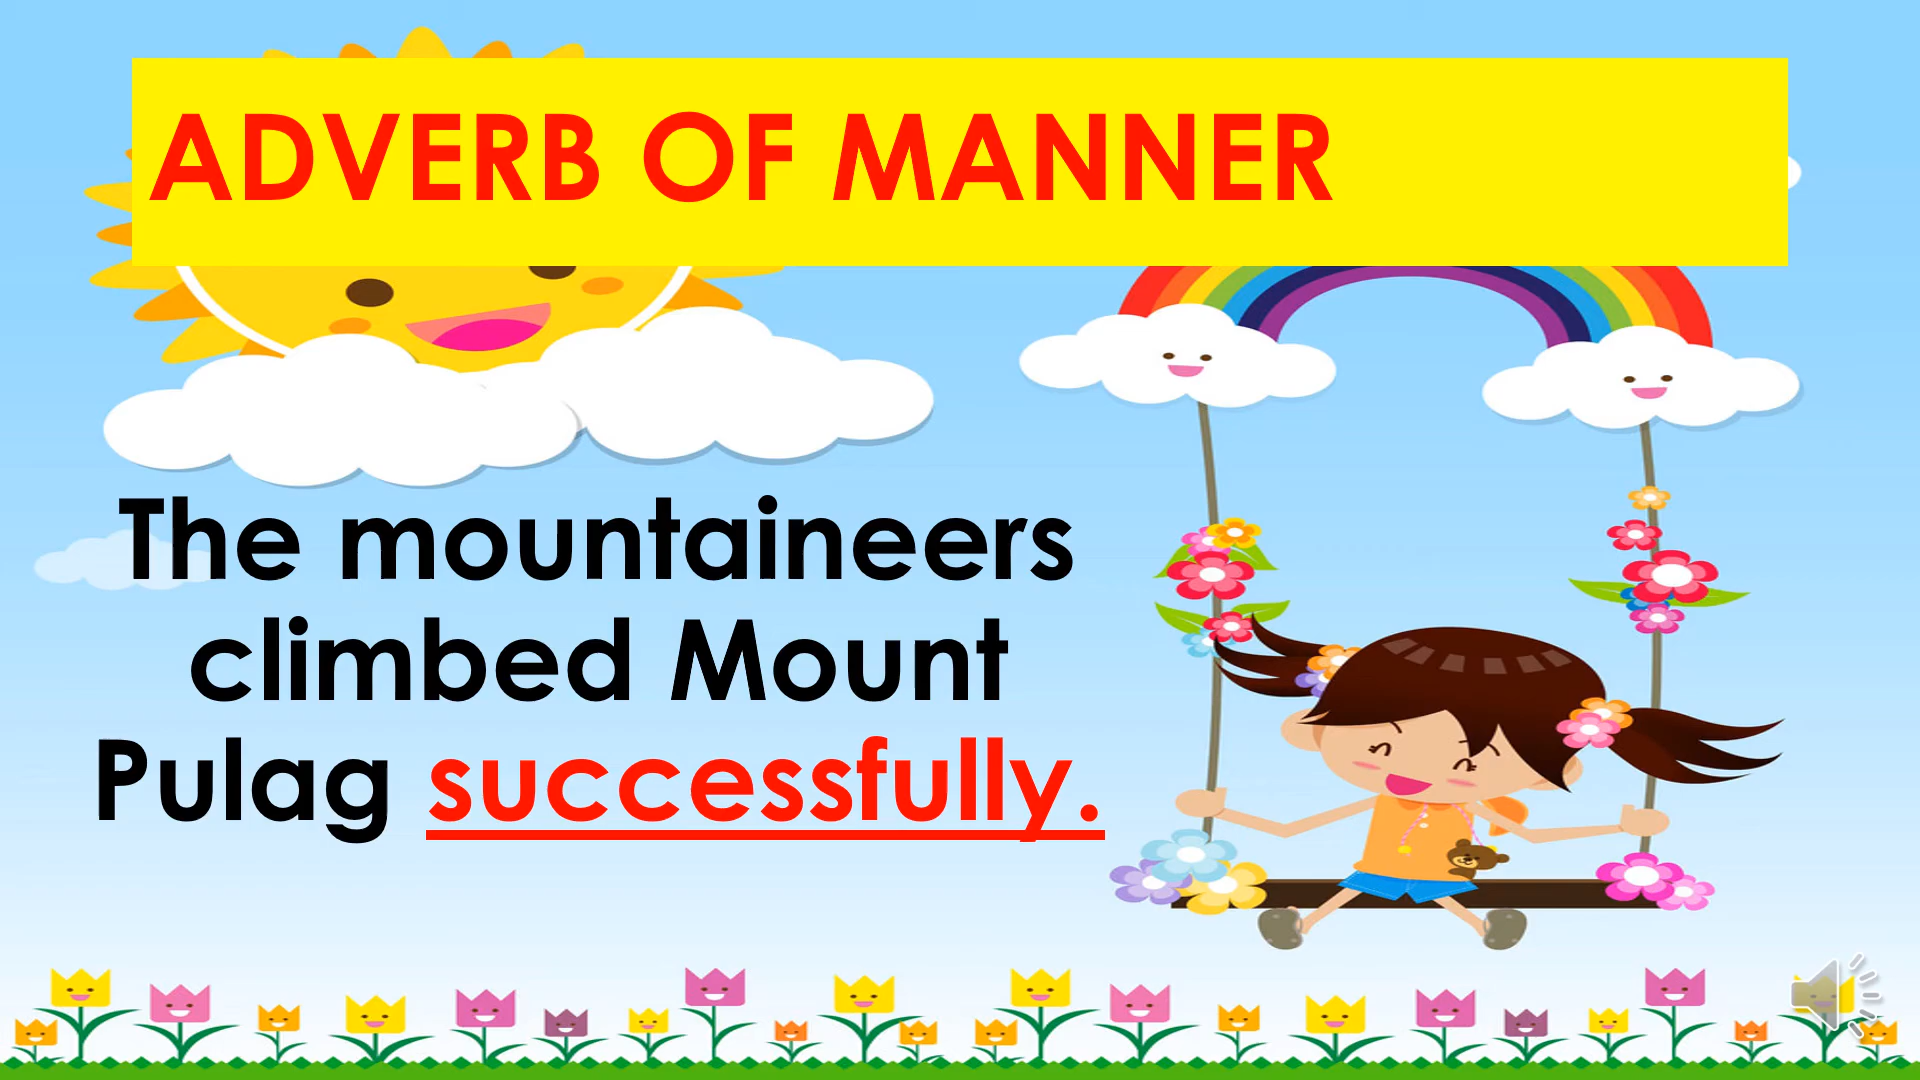 ADVERB OF MANNER
The mountaineers
climbed Mount
Pulag successfully.